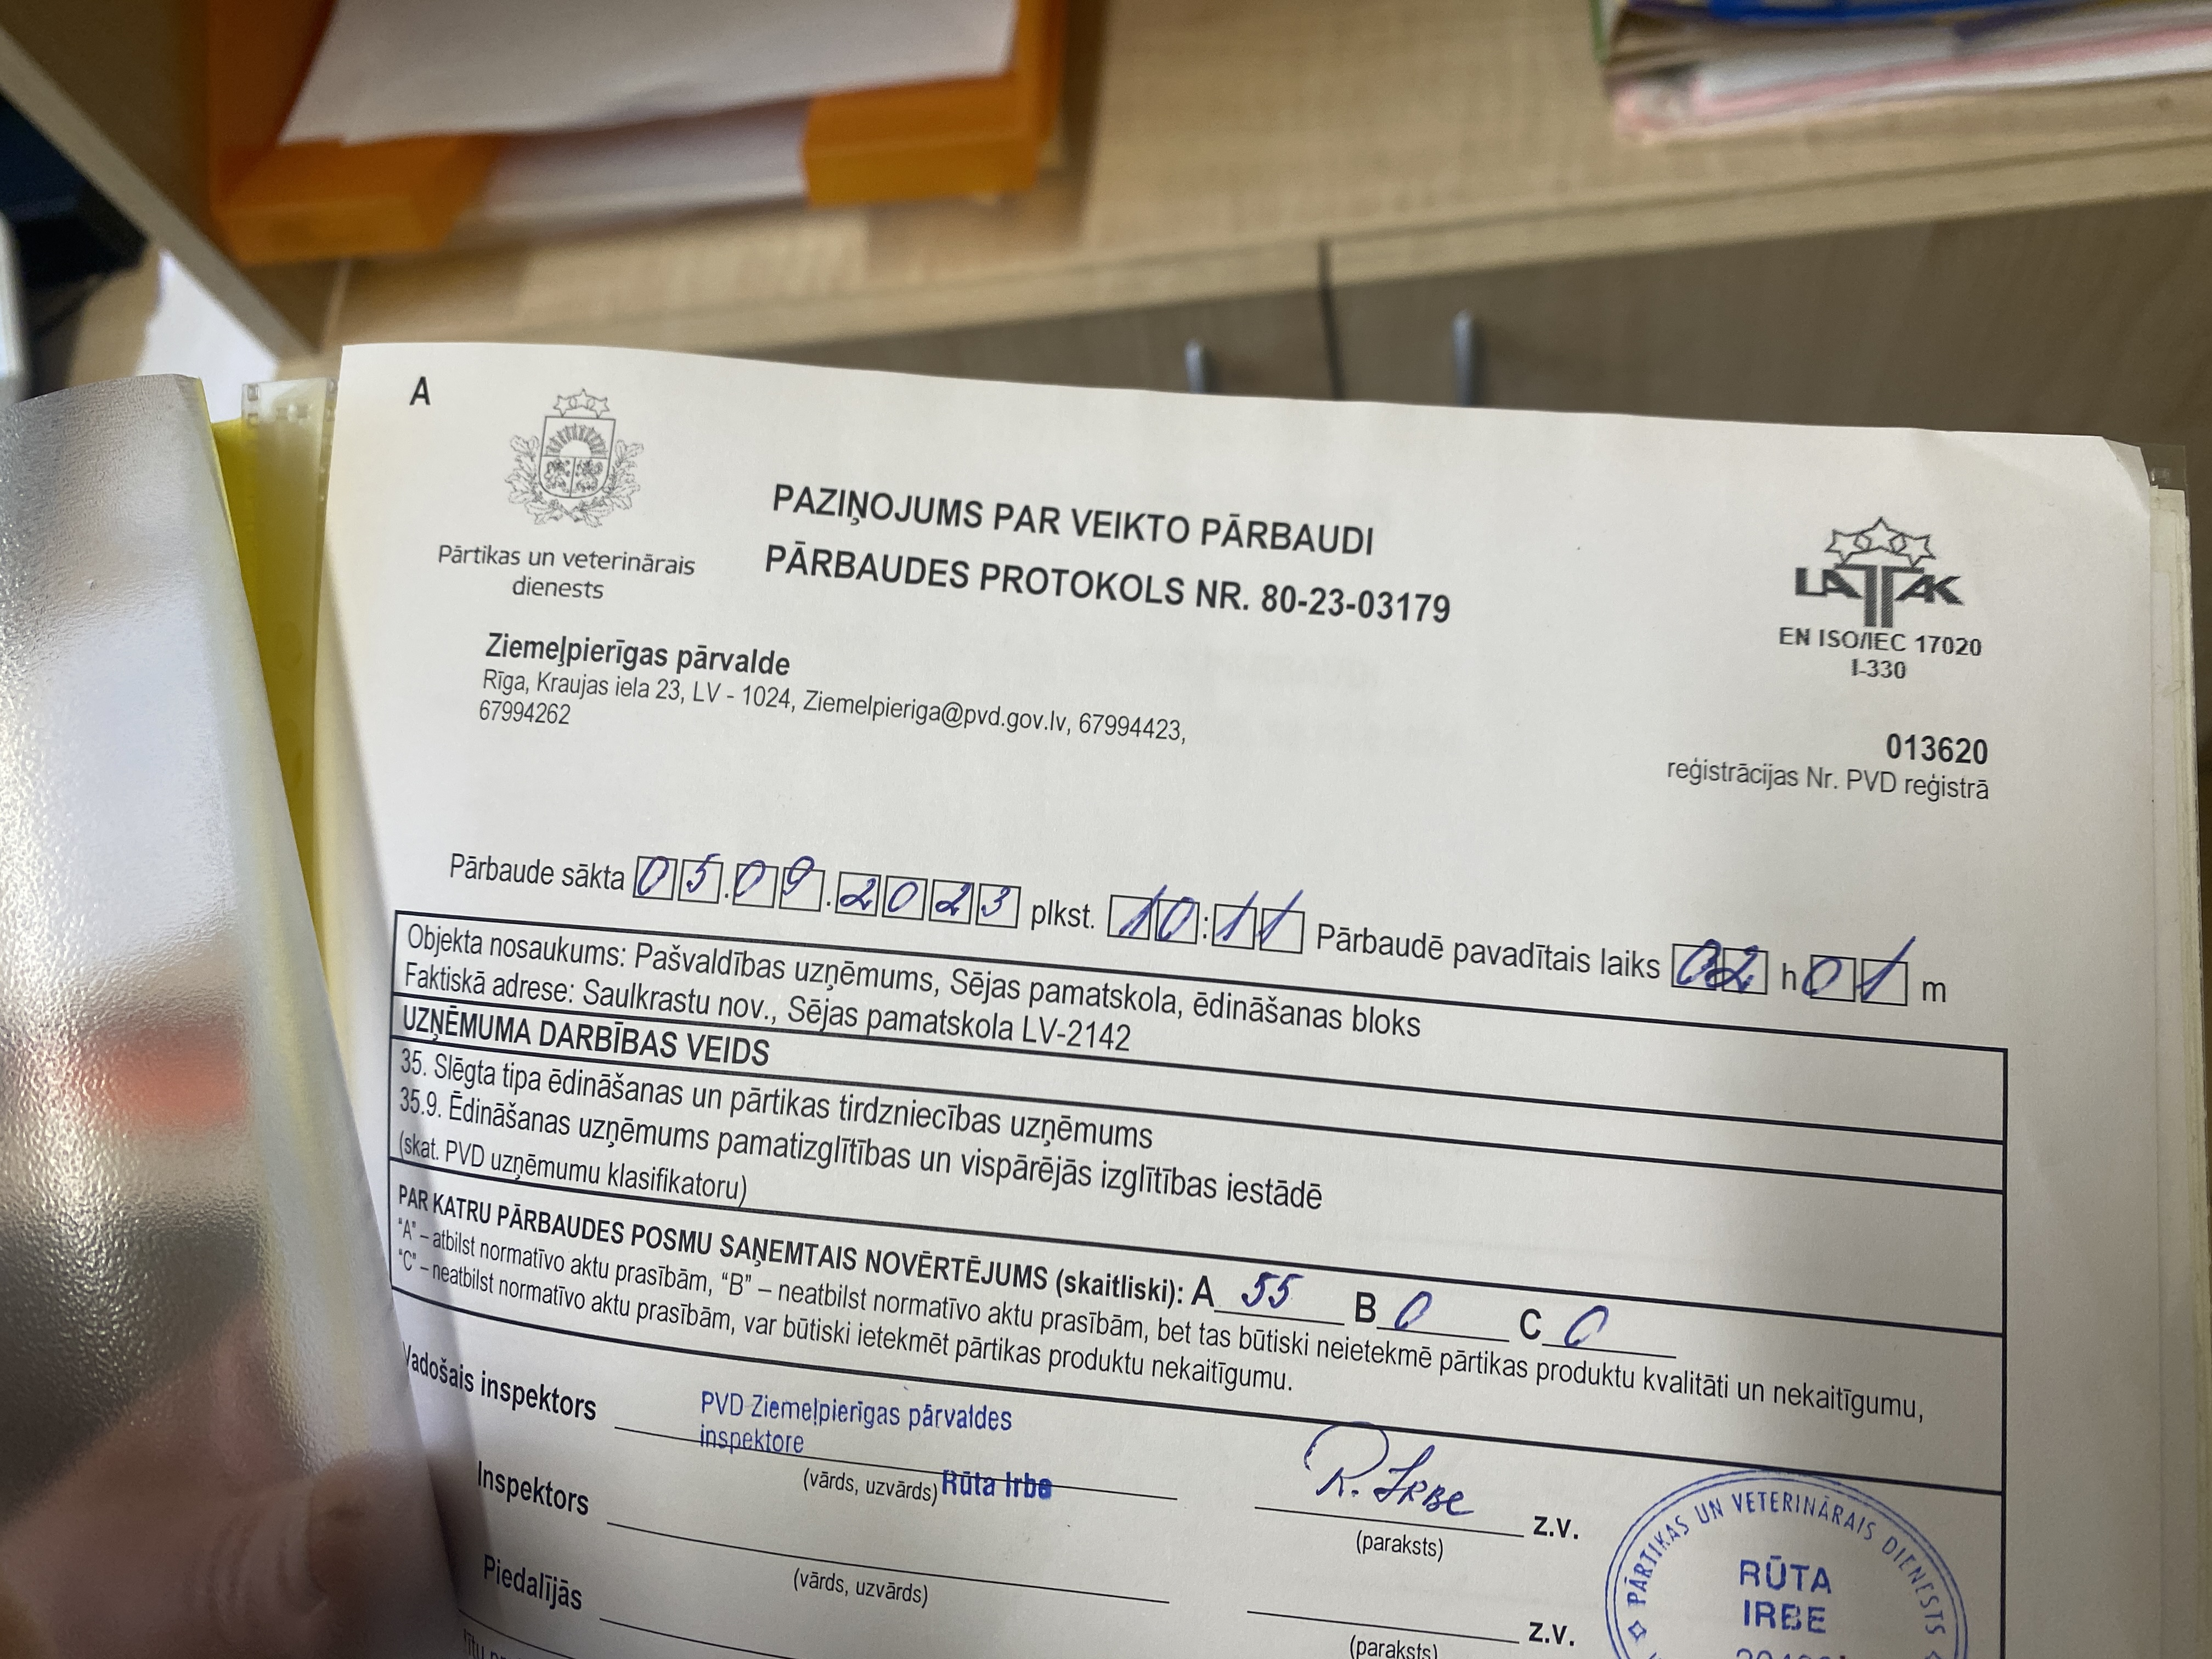 A
Pārtikas un veterinārais
dienests
PAZIŅOJUMS PAR VEIKTO PĀRBAUDI
PĀRBAUDES PROTOKOLS NR. 80-23-03179
LATAK
EN ISO/IEC 17020
I-330
Ziemeļpierīgas pārvalde
Rīga, Kraujas iela 23, LV - 1024, Ziemelpieriga@pvd.gov.lv, 67994423,
67994262
013620
reģistrācijas Nr. PVD reģistrā
Pārbaude sākta 05.09.2023 plkst. 10:11 Pārbaudē pavadītais laiks 02 h 01 m
Objekta nosaukums: Pašvaldības uzņēmums, Sējas pamatskola, ēdināšanas bloks
Faktiskā adrese: Saulkrastu nov., Sējas pamatskola LV-2142
UZŅĒMUMA DARBĪBAS VEIDS
35. Slēgta tipa ēdināšanas un pārtikas tirdzniecības uzņēmums
35.9. Ēdināšanas uzņēmums pamatizglītības un vispārējās izglītības iestādē
(skat. PVD uzņēmumu klasifikatoru)
PAR KATRU PĀRBAUDES POSMU SAŅEMTAIS NOVĒRTĒJUMS (skaitliski): A 55 B 0 C 0
“A” – atbilst normatīvo aktu prasībām, “B” – neatbilst normatīvo aktu prasībām, bet tas būtiski neietekmē pārtikas produktu kvalitāti un nekaitīgumu,
“C” – neatbilst normatīvo aktu prasībām, var būtiski ietekmēt pārtikas produktu nekaitīgumu.
Vadošais inspektors PVD Ziemeļpierīgas pārvaldes
inspektore
(vārds, uzvārds) Rūta Irbe
R. IRBE z.v.
(paraksts)
Inspektors
(vārds, uzvārds)
z.v.
(paraksts)
Piedalījās
PĀRTIKAS UN VETERINĀRAIS DIENESTS
RŪTA
IRBE